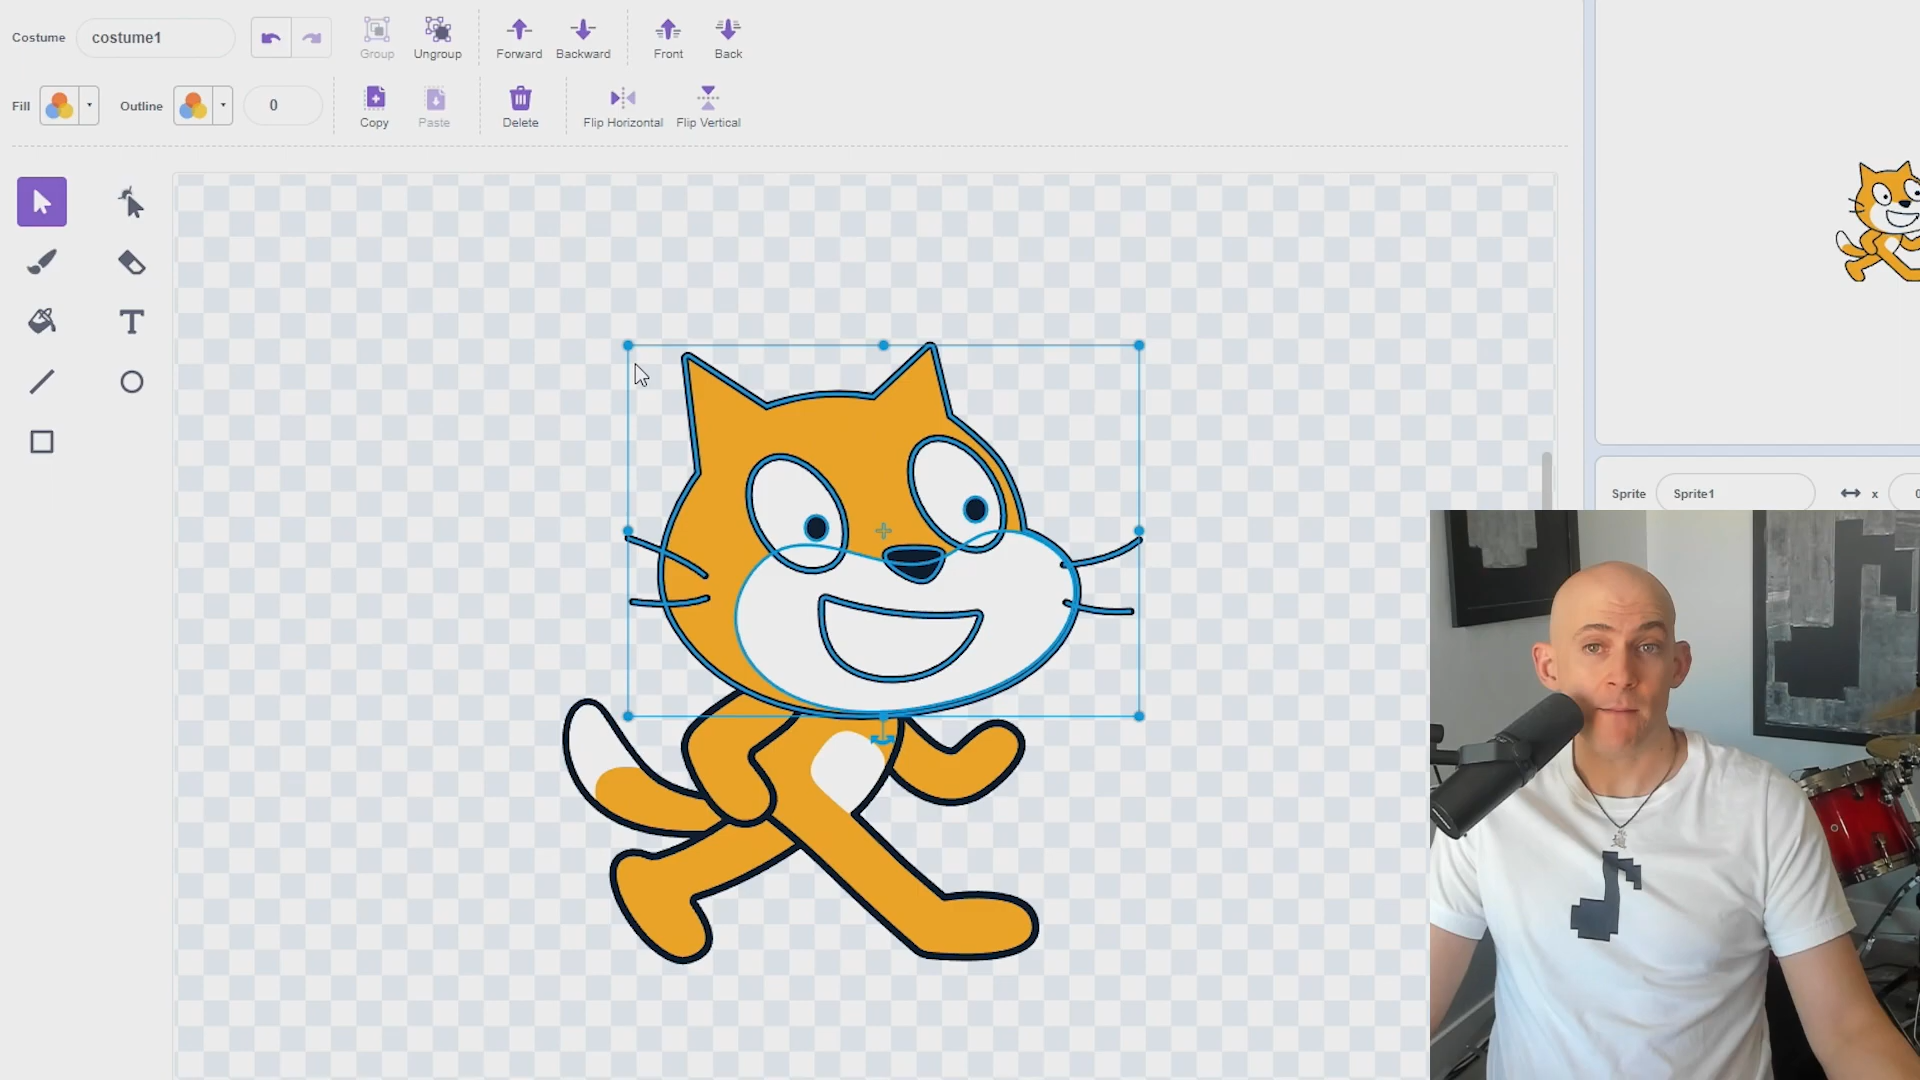 Costume
costume1
Group
Ungroup
Forward
Backward
Front
Back
Fill
Outline
0
Copy
Paste
Delete
Flip Horizontal
Flip Vertical
T
Sprite
Sprite1
x
0